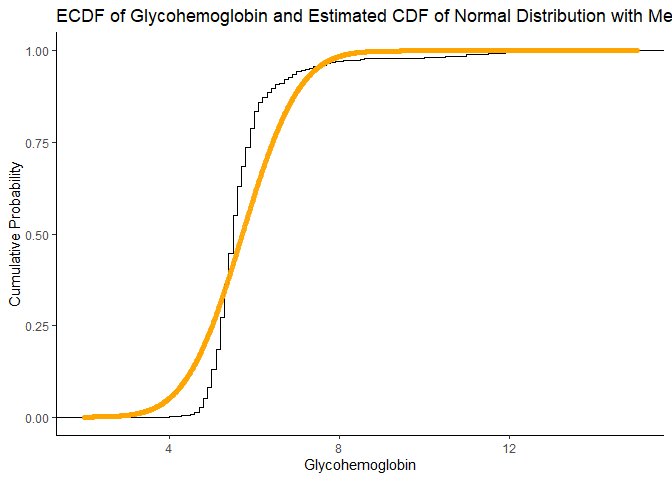 ECDF of Glycohemoglobin and Estimated CDF of Normal Distribution with Me
1.00
0.75
0.50
0.25
0.00
Cumulative Probability
4
8
12
Glycohemoglobin